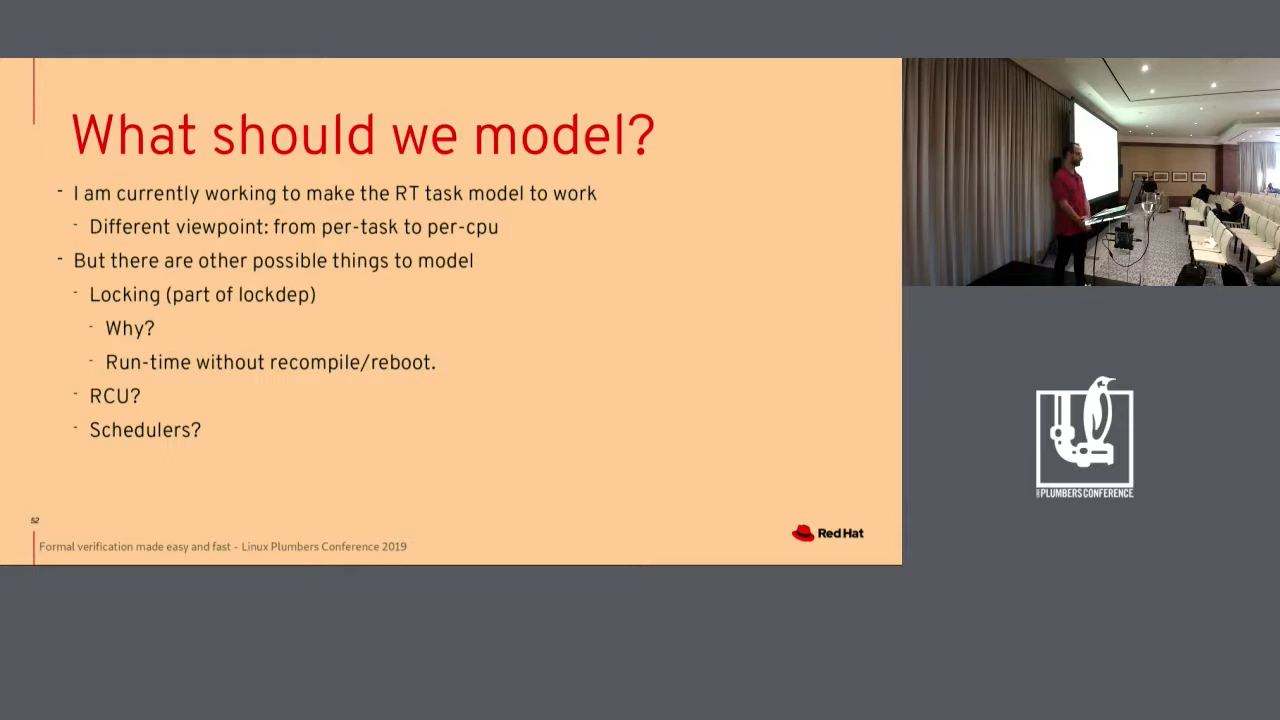 What should we model?
- I am currently working to make the RT task model to work
- Different viewpoint: from per-task to per-cpu
- But there are other possible things to model
- Locking (part of lockdep)
- Why?
- Run-time without recompile/reboot.
- RCU?
- Schedulers?
52
Formal verification made easy and fast - Linux Plumbers Conference 2019
Red Hat
PLUMBERS CONFERENCE